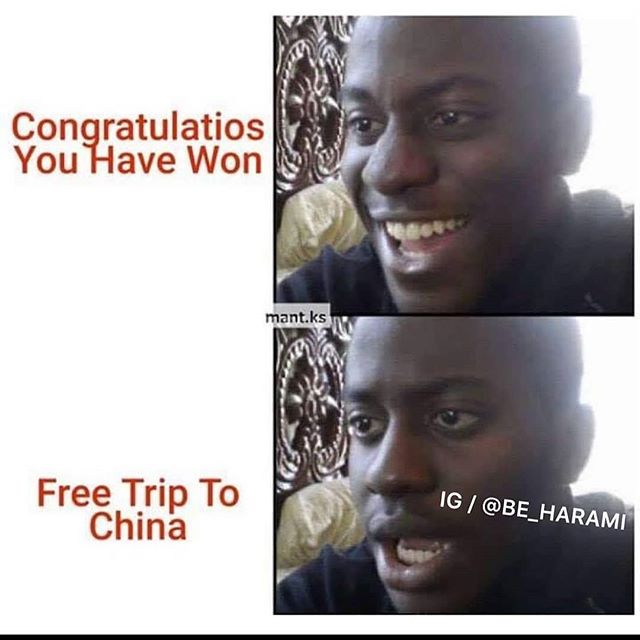 Congratulatios
You Have Won
mant.ks
Free Trip To
China
IG / @BE_HARAMI